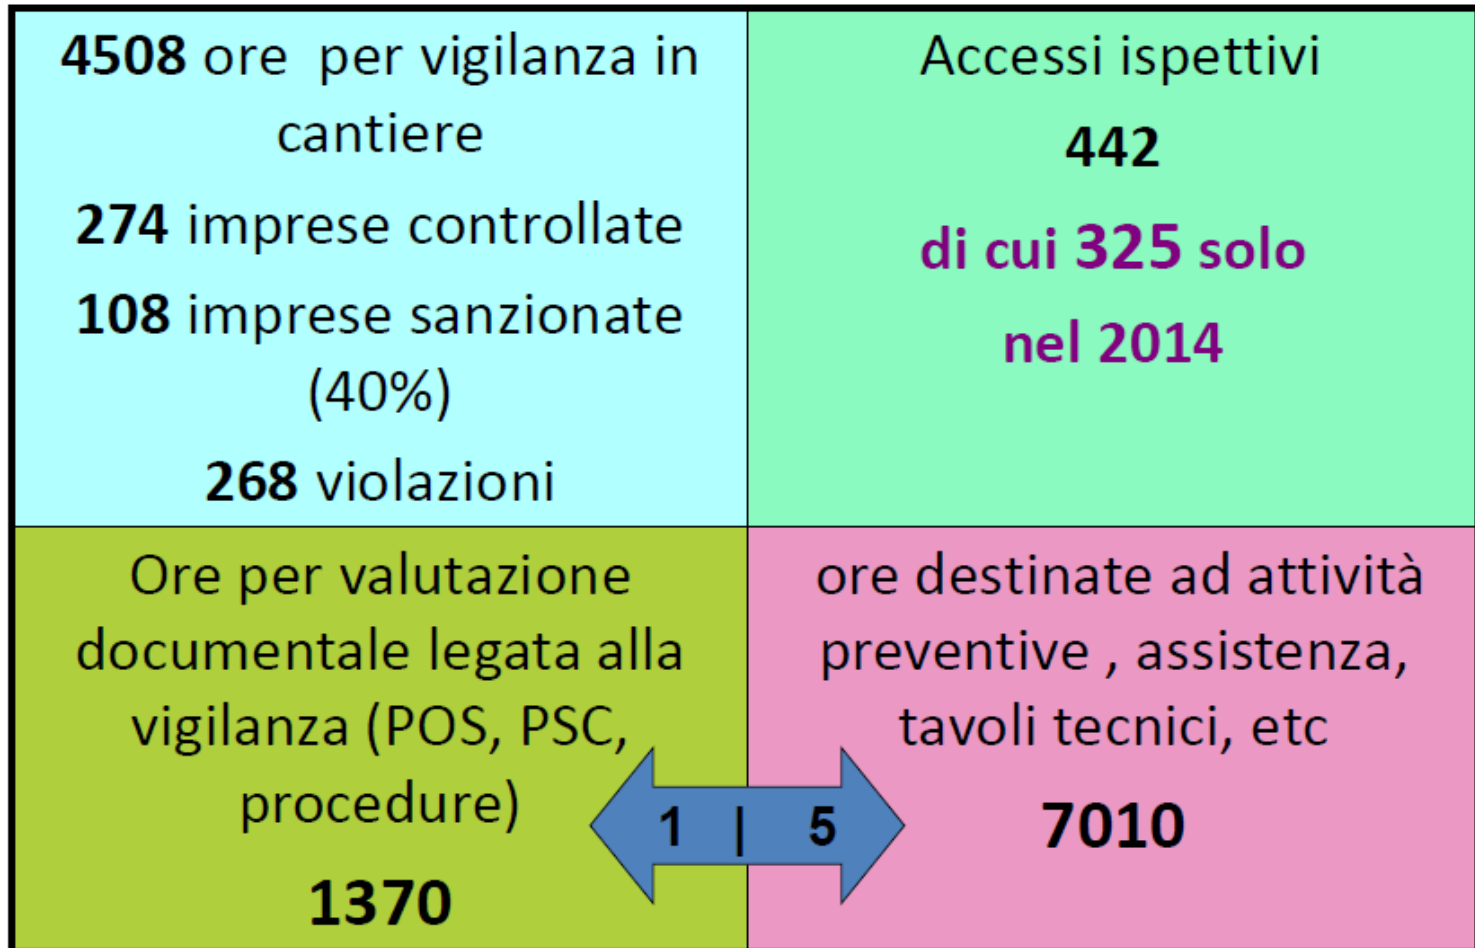 4508 ore per vigilanza in
cantiere
274 imprese controllate
108 imprese sanzionate
(40%)
268 violazioni
Accessi ispettivi
442
di cui 325 solo
nel 2014
Ore per valutazione
documentale legata alla
vigilanza (POS, PSC,
procedure)
1370
ore destinate ad attività
preventive , assistenza,
tavoli tecnici, etc
7010
1 | 5